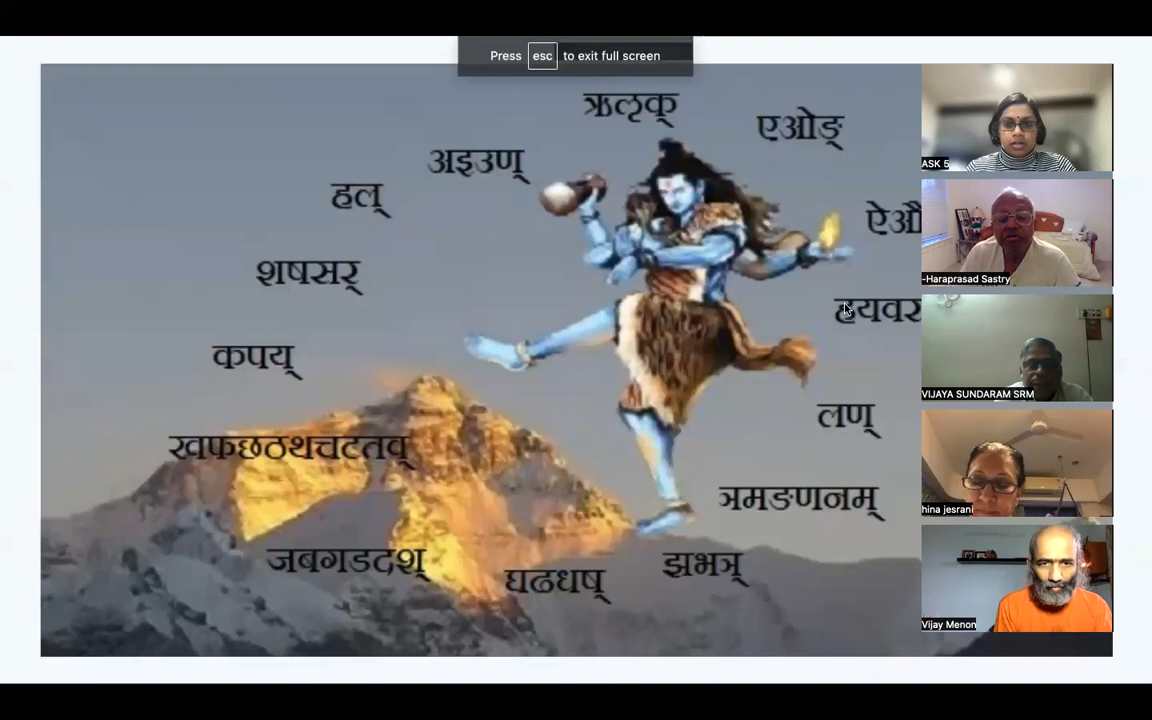 Press esc to exit full screen
ऋऌक्
एओङ्
अइउण्
हल्
ऐऔ
शषसर्
हयवर
कपय्
लण्
खफछठथचटतव्
ञमङणनम्
जबगडदश्
घढधष्
झभञ्
ASK 5
-Haraprasad Sastry
VIJAYA SUNDARAM SRM
hina jesrani
Vijay Menon